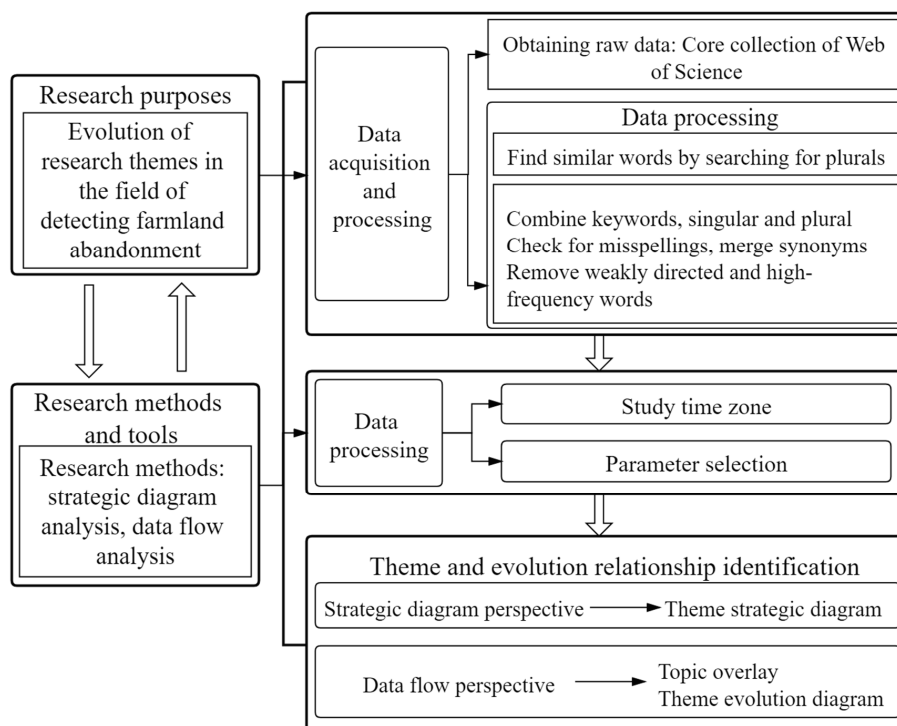 Research purposes
Evolution of
research themes in
the field of
detecting farmland
abandonment
Research methods
and tools
Research methods:
strategic diagram
analysis, data flow
analysis
Data
acquisition
and
processing
Obtaining raw data: Core collection of Web
of Science
Data processing
Find similar words by searching for plurals
Combine keywords, singular and plural
Check for misspellings, merge synonyms
Remove weakly directed and high-
frequency words
Data
processing
Study time zone
Parameter selection
Theme and evolution relationship identification
Strategic diagram perspective
Theme strategic diagram
Data flow perspective
Topic overlay
Theme evolution diagram